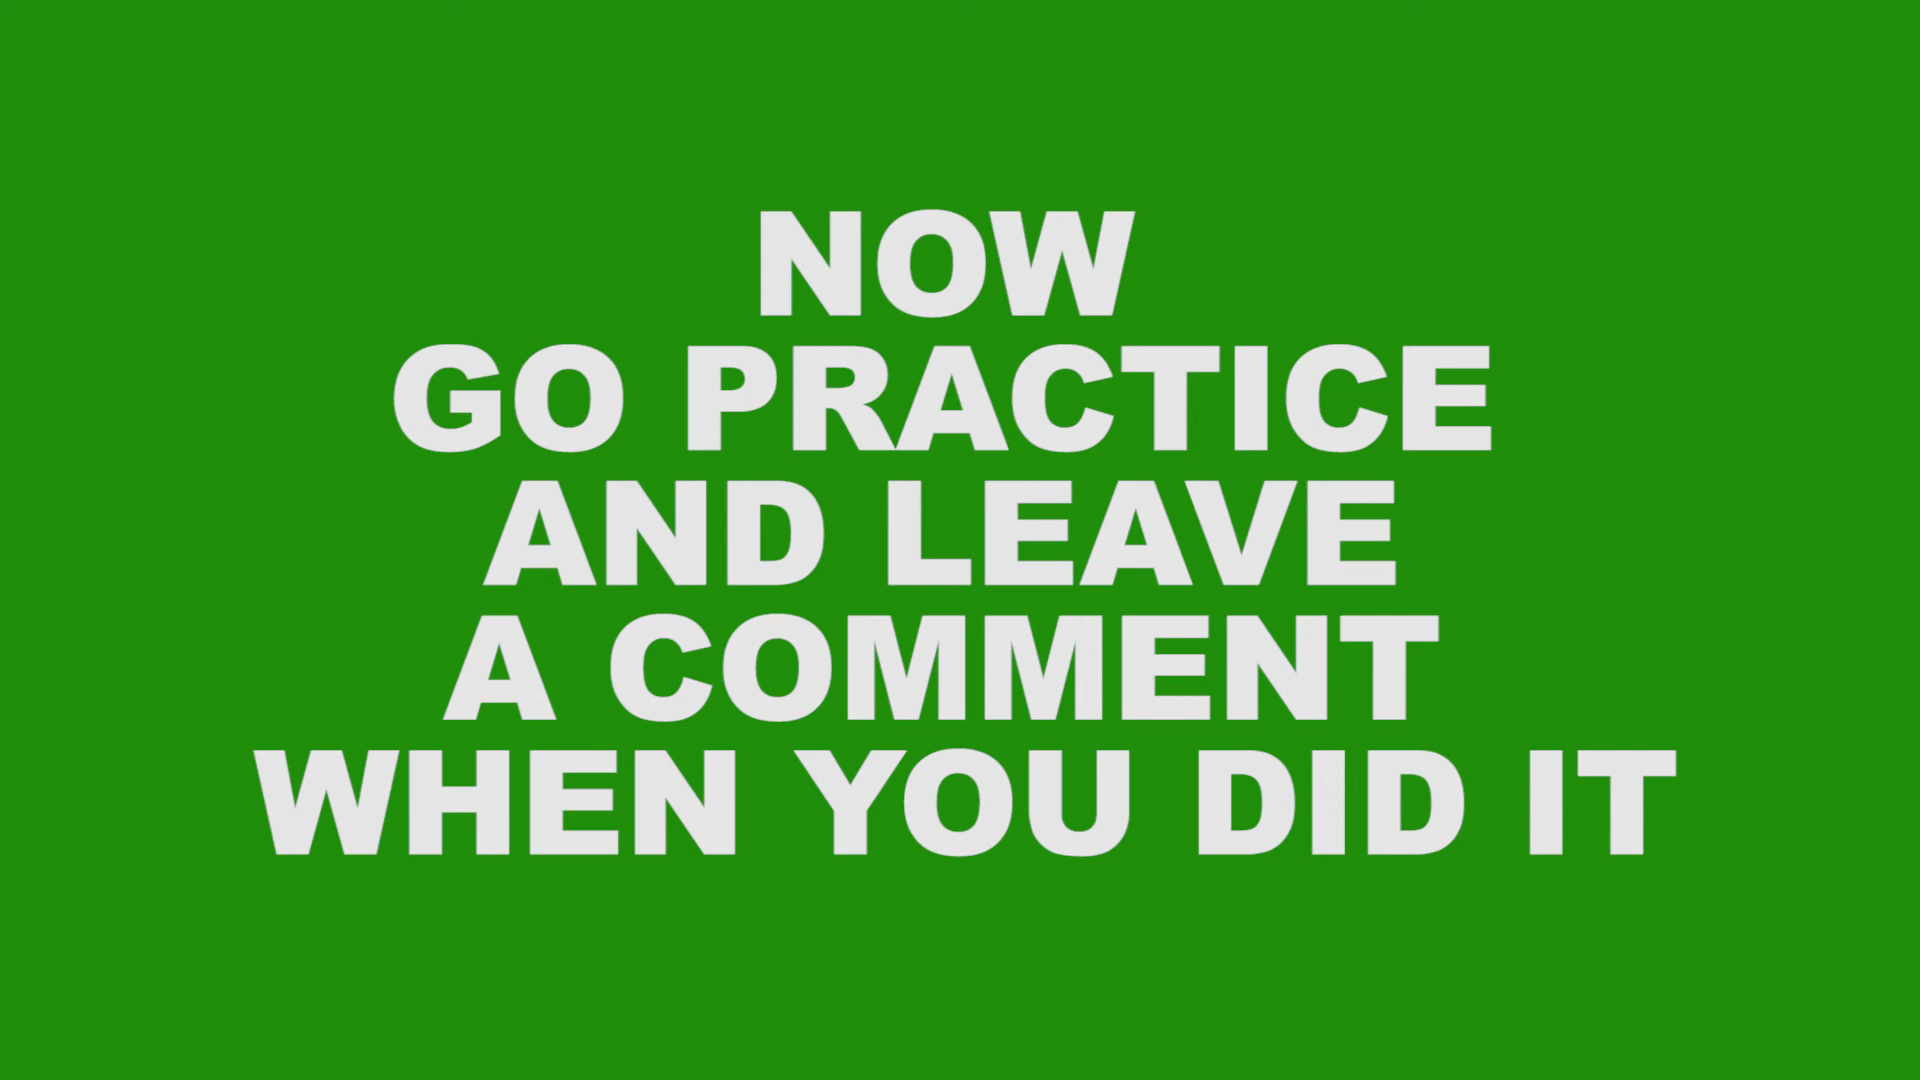 NOW
GO PRACTICE
AND LEAVE
A COMMENT
WHEN YOU DID IT